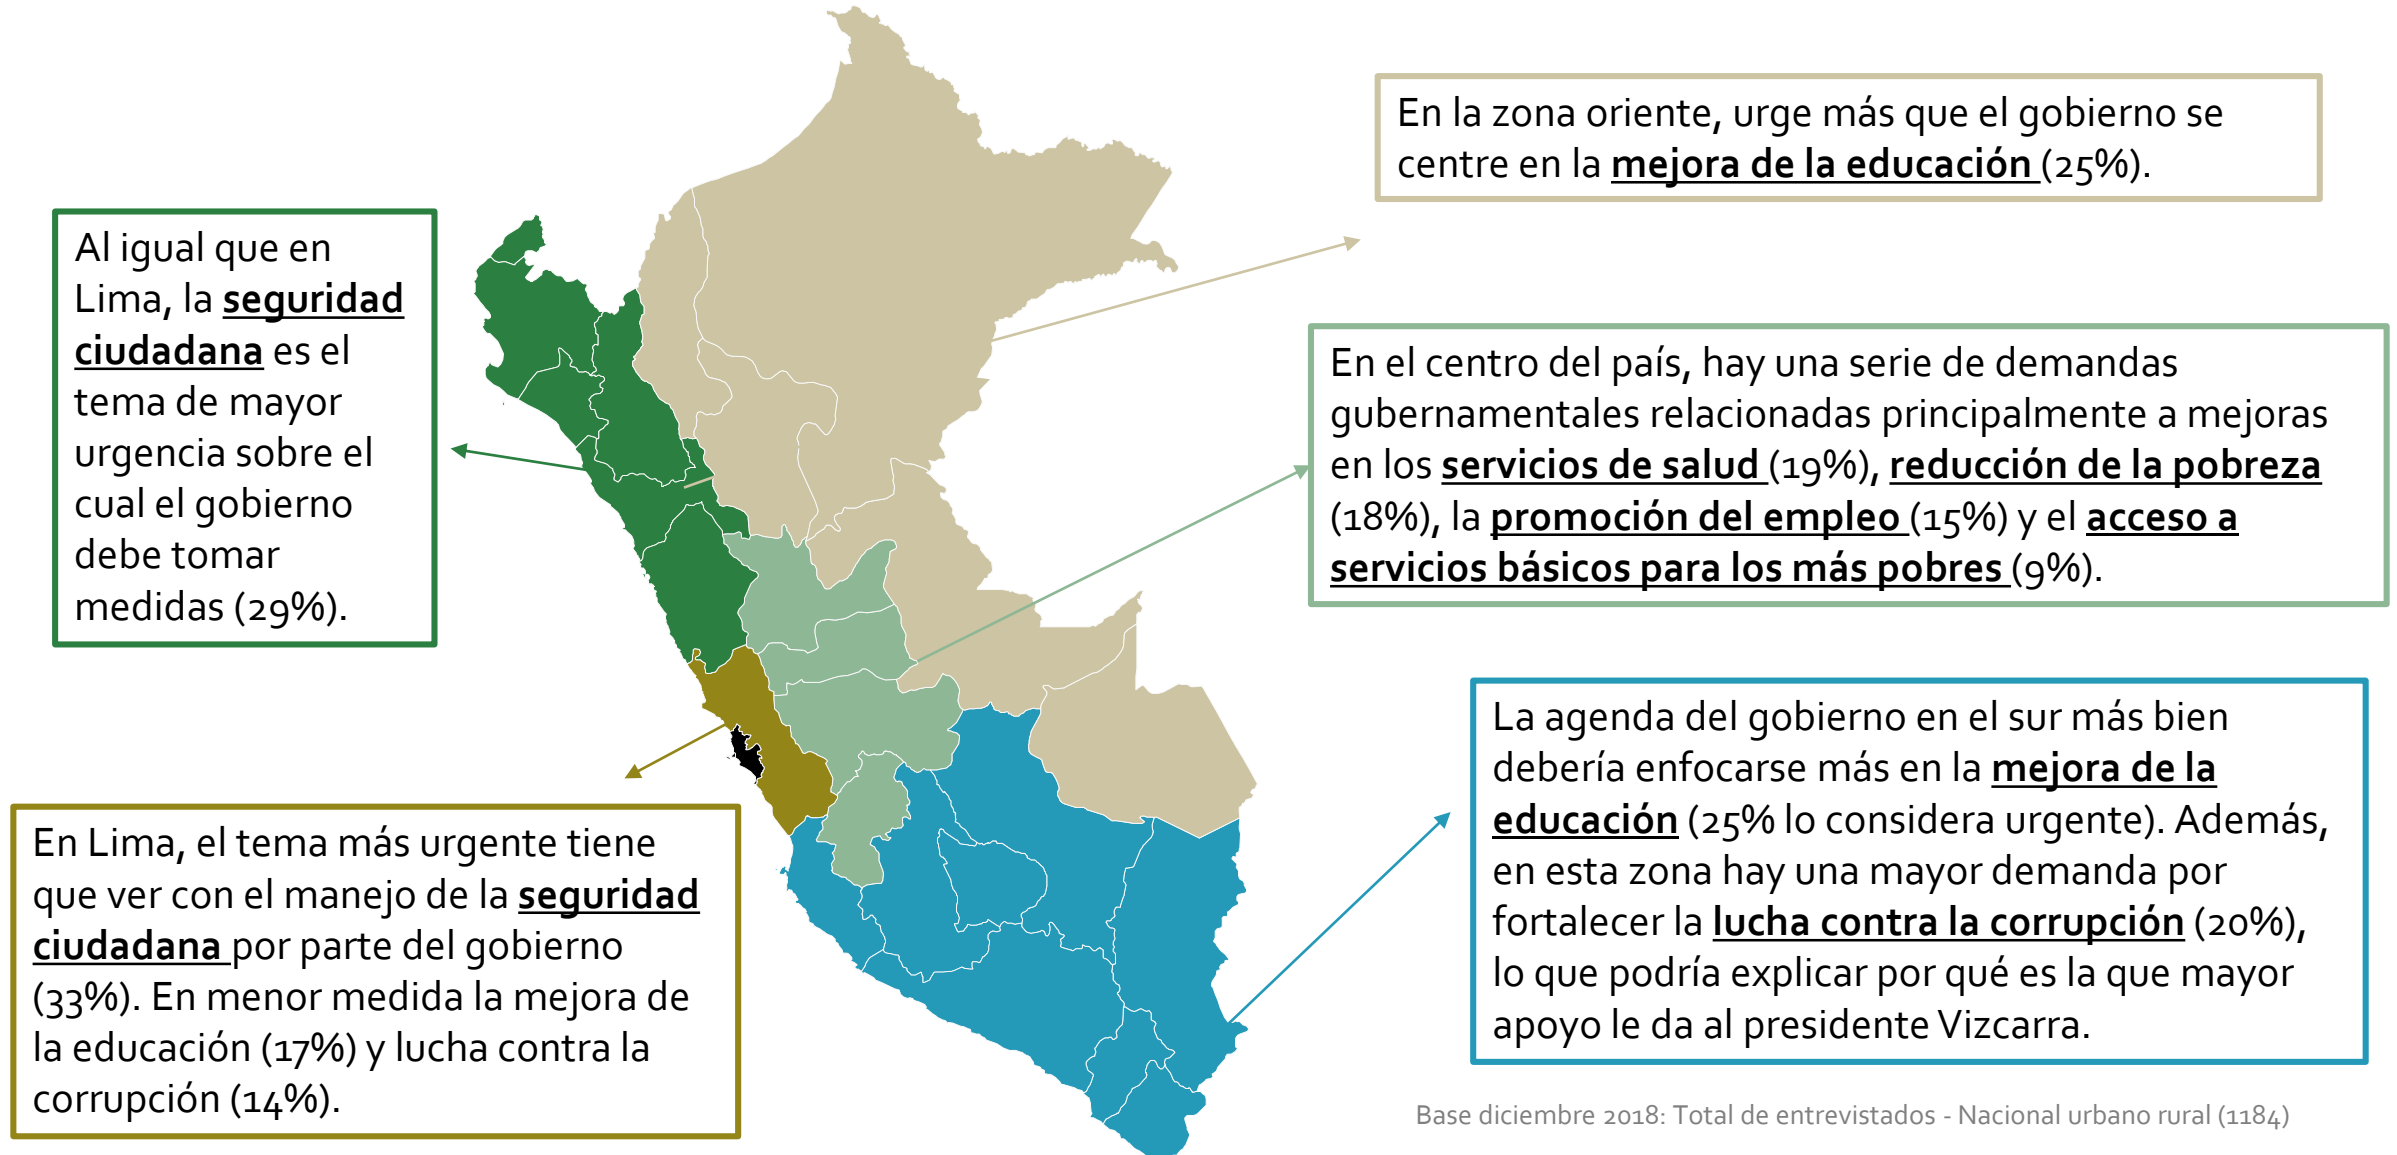 En la zona oriente, urge más que el gobierno se
centre en la mejora de la educación (25%).
Al igual que en
Lima, la seguridad
ciudadana es el
tema de mayor
urgencia sobre el
cual el gobierno
debe tomar
medidas (29%).
En el centro del país, hay una serie de demandas
gubernamentales relacionadas principalmente a mejoras
en los servicios de salud (19%), reducción de la pobreza
(18%), la promoción del empleo (15%) y el acceso a
servicios básicos para los más pobres (9%).
La agenda del gobierno en el sur más bien
debería enfocarse más en la mejora de la
educación (25% lo considera urgente). Además,
en esta zona hay una mayor demanda por
fortalecer la lucha contra la corrupción (20%),
lo que podría explicar por qué es la que mayor
apoyo le da al presidente Vizcarra.
En Lima, el tema más urgente tiene
que ver con el manejo de la seguridad
ciudadana por parte del gobierno
(33%). En menor medida la mejora de
la educación (17%) y lucha contra la
corrupción (14%).
Base diciembre 2018: Total de entrevistados - Nacional urbano rural (1184)